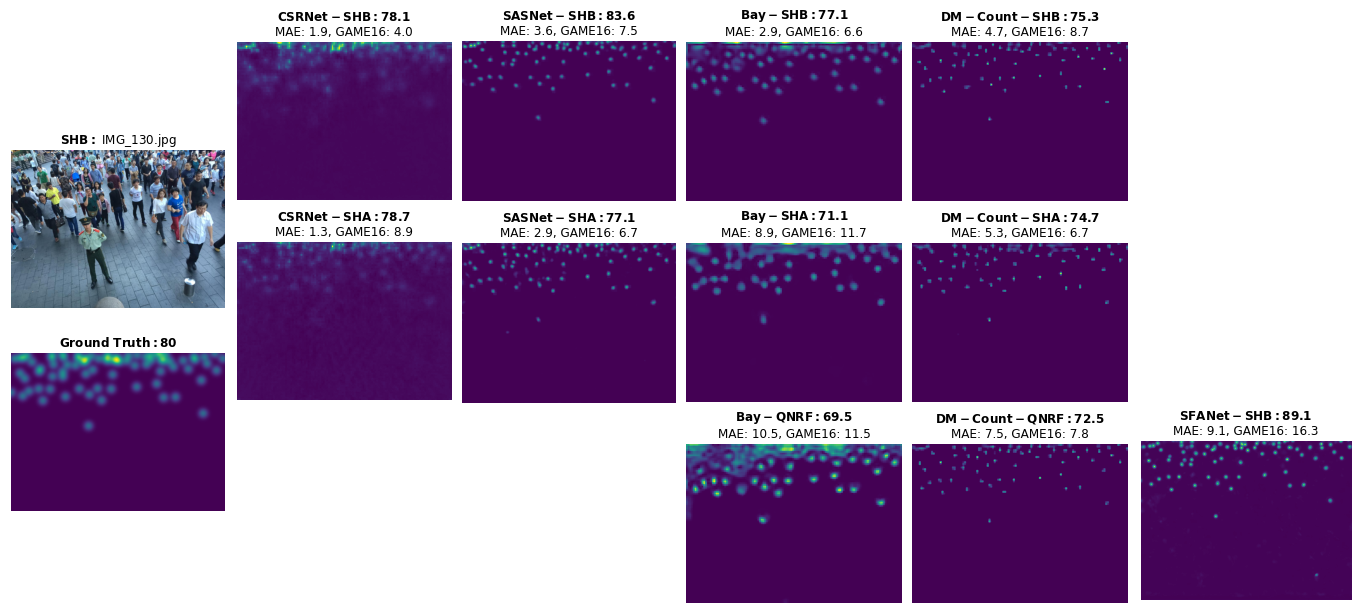 CSRNet − SHB: 78.1
MAE: 1.9, GAME16: 4.0
SASNet − SHB: 83.6
MAE: 3.6, GAME16: 7.5
Bay − SHB: 77.1
MAE: 2.9, GAME16: 6.6
DM − Count − SHB: 75.3
MAE: 4.7, GAME16: 8.7
SHB: IMG_130.jpg
CSRNet − SHA: 78.7
MAE: 1.3, GAME16: 8.9
SASNet − SHA: 77.1
MAE: 2.9, GAME16: 6.7
Bay − SHA: 71.1
MAE: 8.9, GAME16: 11.7
DM − Count − SHA: 74.7
MAE: 5.3, GAME16: 6.7
Ground Truth: 80
Bay − QNRF: 69.5
MAE: 10.5, GAME16: 11.5
DM − Count − QNRF: 72.5
MAE: 7.5, GAME16: 7.8
SFANet − SHB: 89.1
MAE: 9.1, GAME16: 16.3